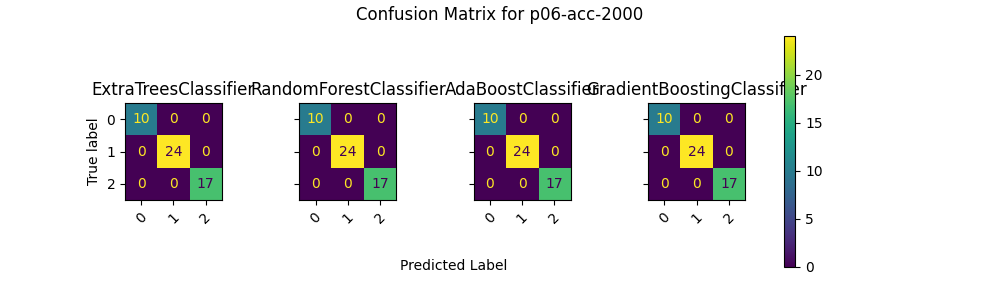 Confusion Matrix for p06-acc-2000
ExtraTreesClassifier RandomForestClassifier AdaBoostClassifier GradientBoostingClassifier
True label
0 10 0 0 10 0 0 10 0 0 10 0 0
1 0 24 0 0 24 0 0 24 0 0 24 0
2 0 0 17 0 0 17 0 0 17 0 0 17
0 1 2 0 1 2 0 1 2 0 1 2
Predicted Label
20
15
10
5
0